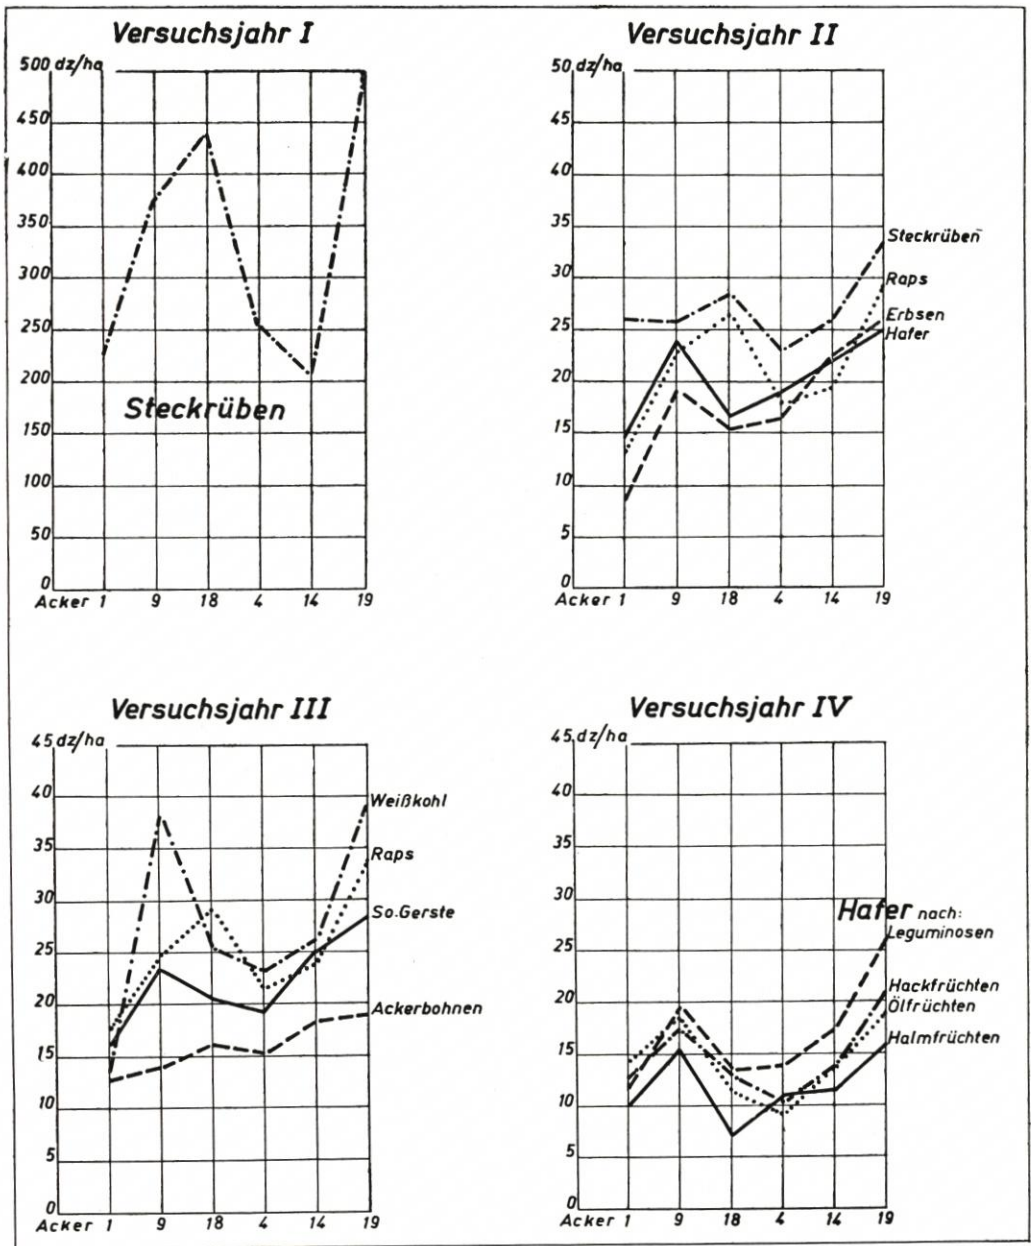 Versuchsjahr I
500 dz/ha
450
400
350
300
250
200
150
100
50
0
Steckrüben
Acker 1 9 18 4 14 19
Versuchsjahr II
50 dz/ha
45
40
35
30
25
20
15
10
5
0
Steckrüben
Raps
Erbsen
Hafer
Acker 1 9 18 4 14 19
Versuchsjahr III
45 dz/ha
40
35
30
25
20
15
10
5
0
Weißkohl
Raps
So.Gerste
Ackerbohnen
Acker 1 9 18 4 14 19
Versuchsjahr IV
45 dz/ha
40
35
30
25
20
15
10
5
0
Hafer nach:
Leguminosen
Hackfrüchten
Ölfrüchten
Halmfrüchten
Acker 1 9 18 4 14 19